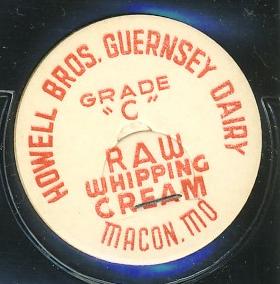 HOWELL BROS. GUERNSEY DAIRY
GRADE
"C"
RAW
WHIPPING
CREAM
MACON, MO